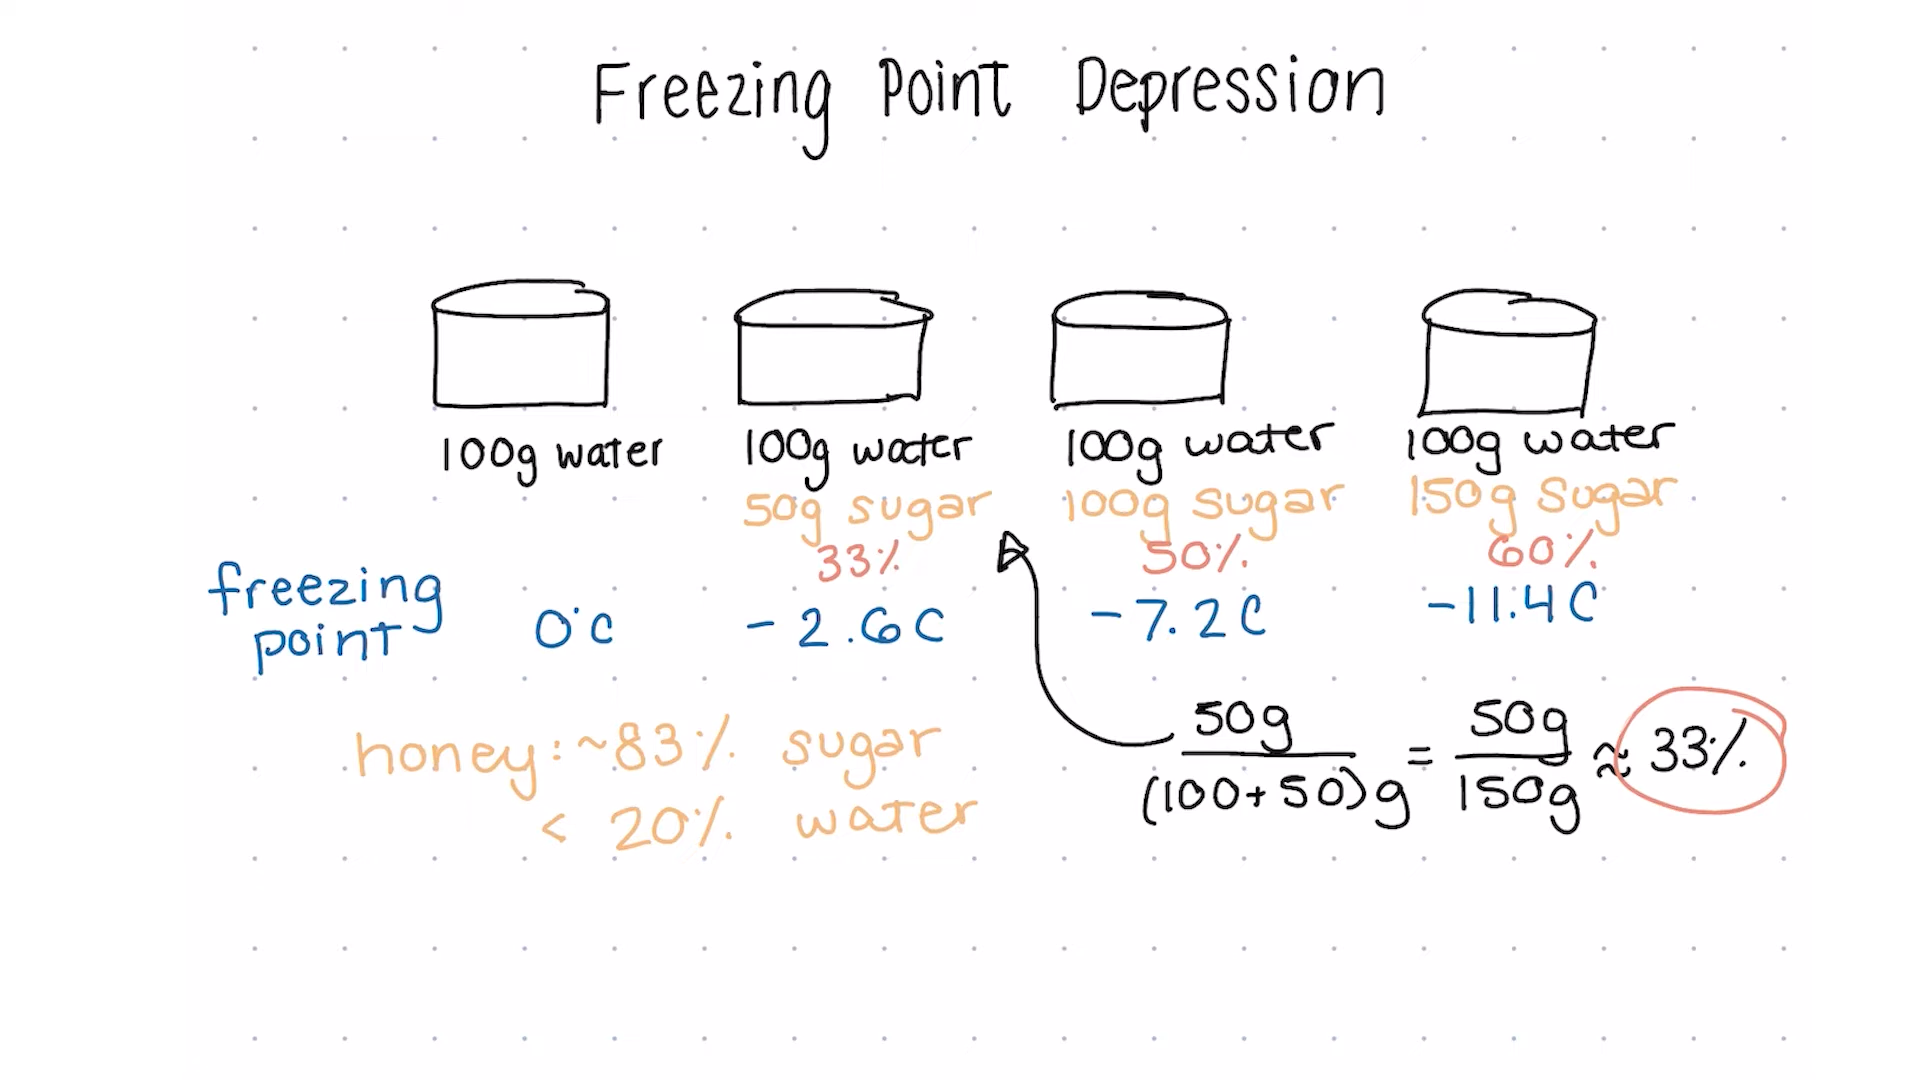 Freezing Point Depression
100g water
100g water
50g sugar
33%
100g water
100g sugar
50%
100g water
150g sugar
60%
freezing
point
0°C
-2.6C
-7.2C
-11.4C
honey: ~83% sugar
< 20% water
50g
(100+50)g
=
50g
150g
≈ 33%